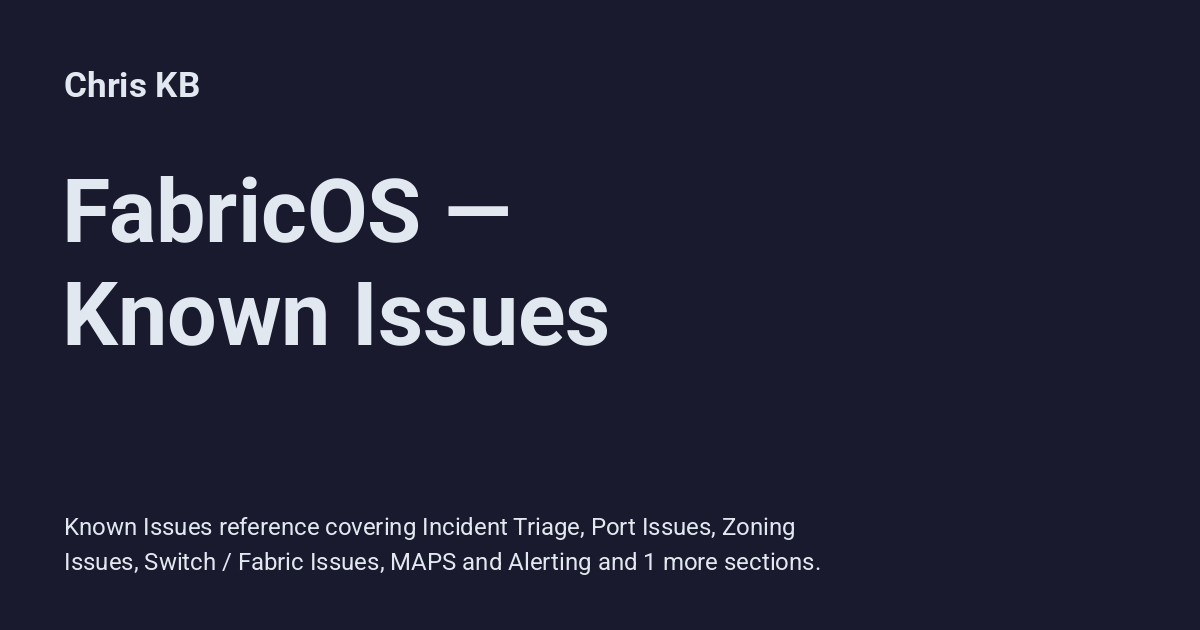 Chris KB
FabricOS —
Known Issues
Known Issues reference covering Incident Triage, Port Issues, Zoning
Issues, Switch / Fabric Issues, MAPS and Alerting and 1 more sections.